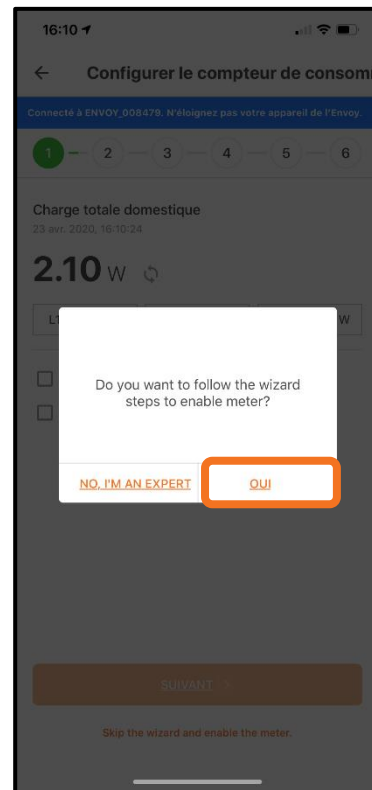 16:10
Configurer le compteur de consom
Connecté à ENVOY_008479. N'éloignez pas votre appareil de l'Envoy.
1 2 3 4 5 6
Charge totale domestique
23 avr. 2020, 16:10:24
2.10 W
L1 W
Do you want to follow the wizard
steps to enable meter?
NO, I'M AN EXPERT OUI
SUIVANT
Skip the wizard and enable the meter.